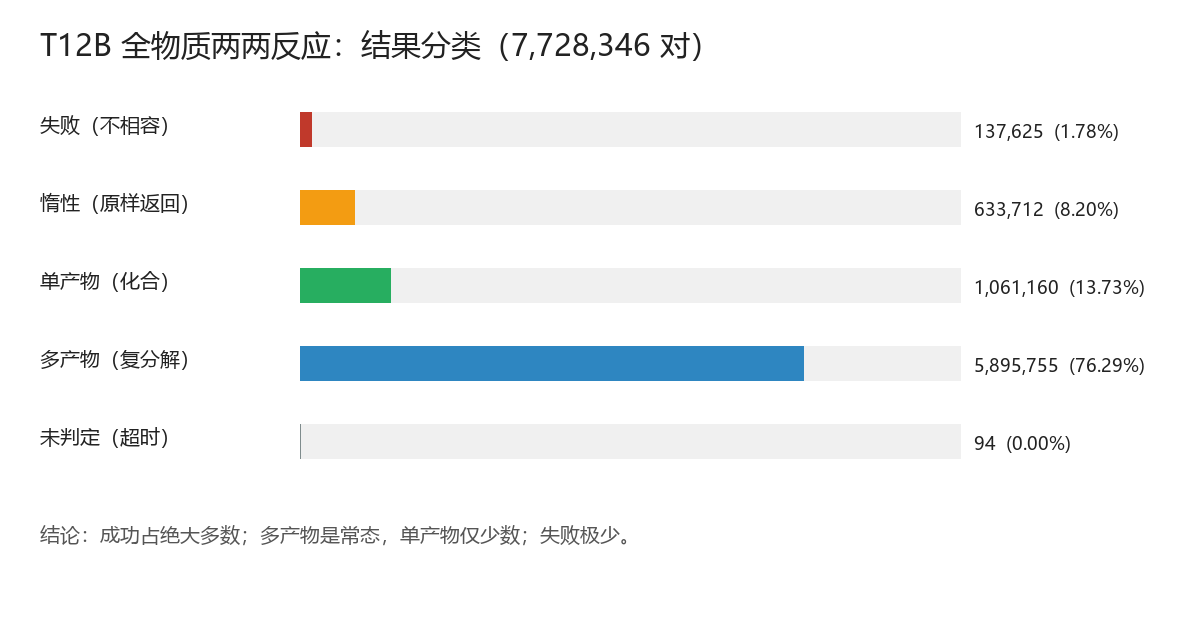 T12B 全物质两两反应：结果分类（7,728,346 对）
失败（不相容）
137,625 (1.78%)
惰性（原样返回）
633,712 (8.20%)
单产物（化合）
1,061,160 (13.73%)
多产物（复分解）
5,895,755 (76.29%)
未判定（超时）
94 (0.00%)
结论：成功占绝大多数；多产物是常态，单产物仅少数；失败极少。